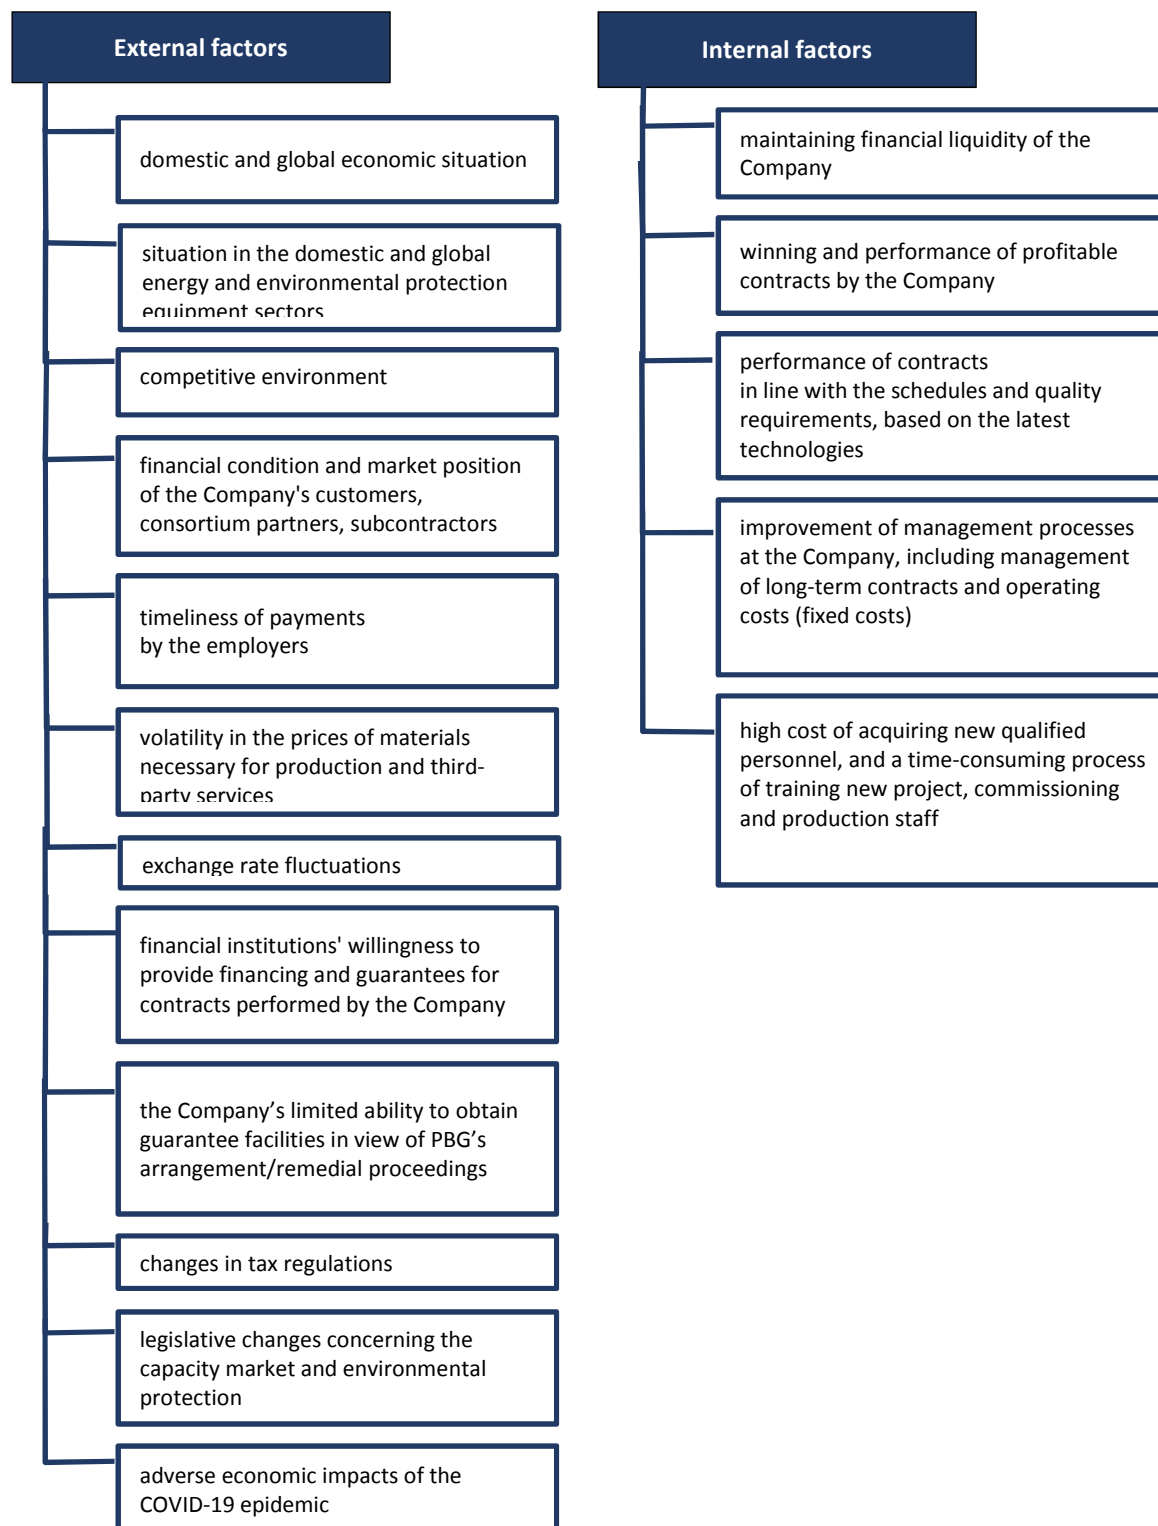 External factors
domestic and global economic situation
situation in the domestic and global
energy and environmental protection
equipment sectors
competitive environment
financial condition and market position
of the Company's customers,
consortium partners, subcontractors
timeliness of payments
by the employers
volatility in the prices of materials
necessary for production and third-
party services
exchange rate fluctuations
financial institutions' willingness to
provide financing and guarantees for
contracts performed by the Company
the Company’s limited ability to obtain
guarantee facilities in view of PBG’s
arrangement/remedial proceedings
changes in tax regulations
legislative changes concerning the
capacity market and environmental
protection
adverse economic impacts of the
COVID-19 epidemic
Internal factors
maintaining financial liquidity of the
Company
winning and performance of profitable
contracts by the Company
performance of contracts
in line with the schedules and quality
requirements, based on the latest
technologies
improvement of management processes
at the Company, including management
of long-term contracts and operating
costs (fixed costs)
high cost of acquiring new qualified
personnel, and a time-consuming process
of training new project, commissioning
and production staff